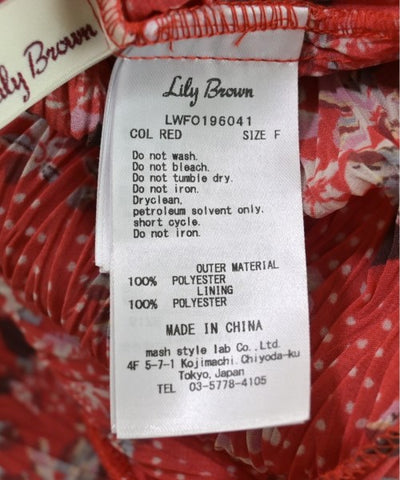 Lily Brown
Lily Brown
LWFO196041
COL RED SIZE F
Do not wash.
Do not bleach.
Do not tumble dry.
Do not iron.
Dryclean,
petroleum solvent only.
short cycle.
Do not iron.
OUTER MATERIAL
100% POLYESTER
LINING
100% POLYESTER
MADE IN CHINA
mash style lab Co.,Ltd.
4F 5-7-1 Kojimachi, Chiyoda-ku
Tokyo, Japan
TEL 03-5778-4105